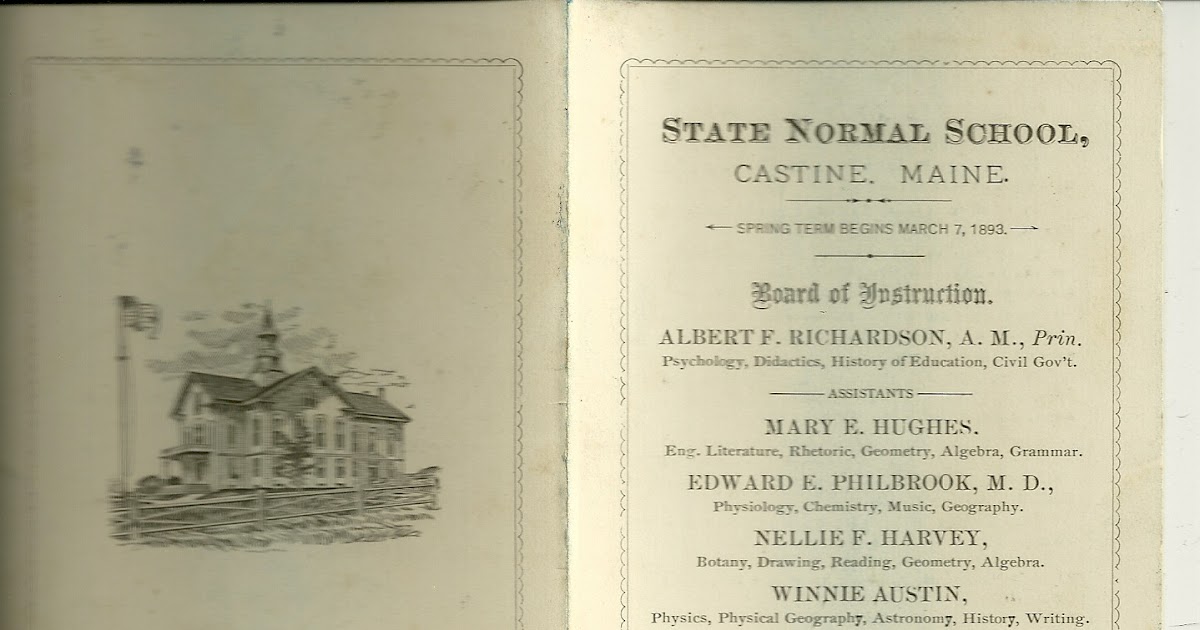 STATE NORMAL SCHOOL,
CASTINE, MAINE.
SPRING TERM BEGINS MARCH 7, 1893.
Board of Instruction.
ALBERT F. RICHARDSON, A. M., Prin.
Psychology, Didactics, History of Education, Civil Gov't.
ASSISTANTS
MARY E. HUGHES.
Eng. Literature, Rhetoric, Geometry, Algebra, Grammar.
EDWARD E. PHILBROOK, M. D.,
Physiology, Chemistry, Music, Geography.
NELLIE F. HARVEY,
Botany, Drawing, Reading, Geometry, Algebra.
WINNIE AUSTIN,
Physics, Physical Geography, Astronomy, History, Writing.